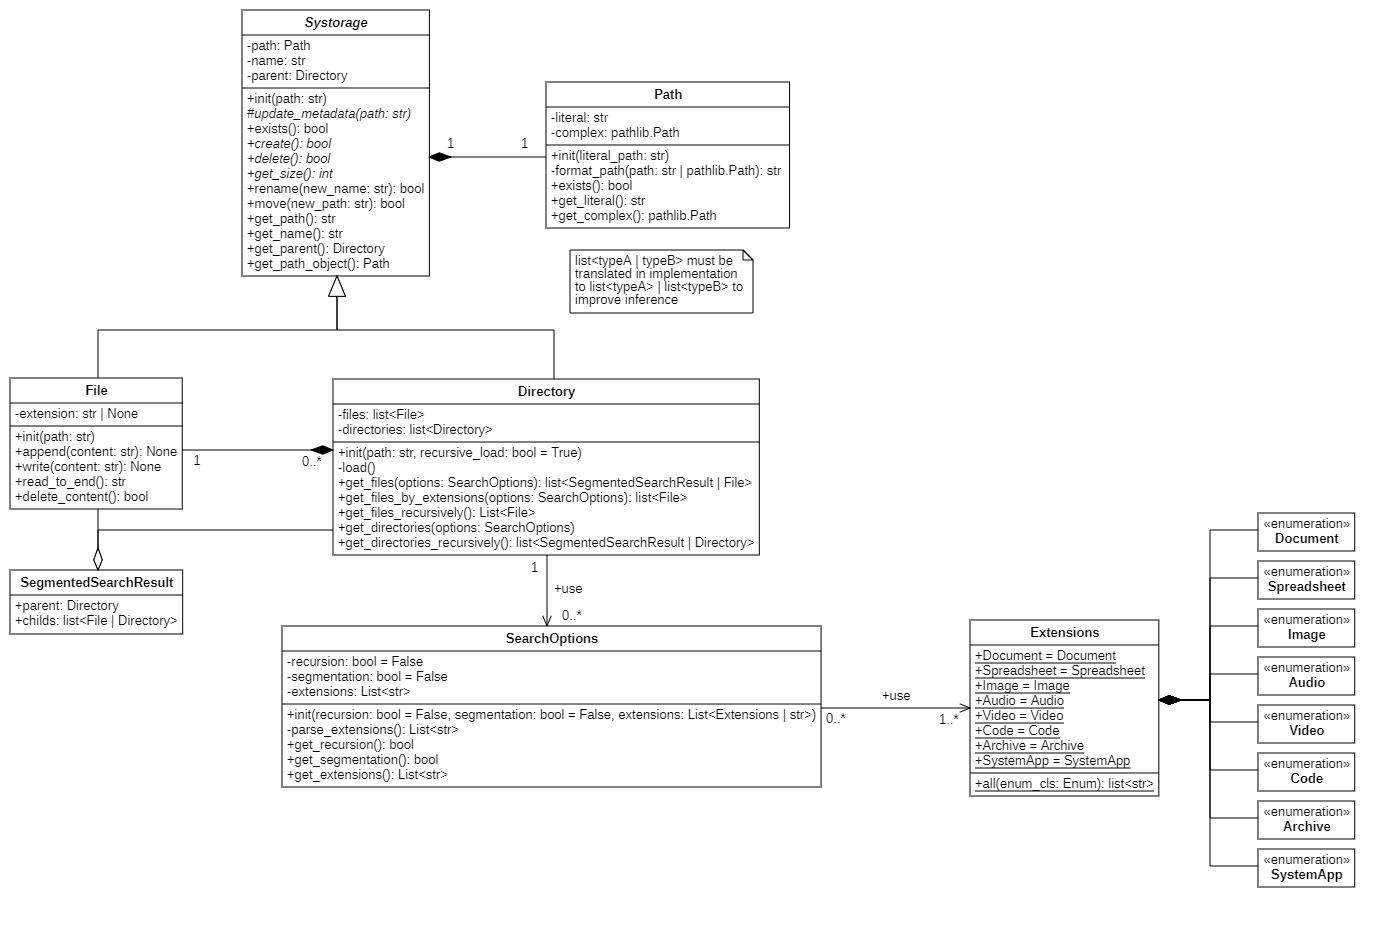 Systorage
-path: Path
-name: str
-parent: Directory
+init(path: str)
#update_metadata(path: str)
+exists(): bool
+create(): bool
+delete(): bool
+get_size(): int
+rename(new_name: str): bool
+move(new_path: str): bool
+get_path(): str
+get_name(): str
+get_parent(): Directory
+get_path_object(): Path
1
1
Path
-literal: str
-complex: pathlib.Path
+init(literal_path: str)
-format_path(path: str | pathlib.Path): str
+exists(): bool
+get_literal(): str
+get_complex(): pathlib.Path
list<typeA | typeB> must be
translated in implementation
to list<typeA> | list<typeB> to
improve inference
File
-extension: str | None
+init(path: str)
+append(content: str): None
+write(content: str): None
+read_to_end(): str
+delete_content(): bool
1
0..*
Directory
-files: list<File>
-directories: list<Directory>
+init(path: str, recursive_load: bool = True)
-load()
+get_files(options: SearchOptions): list<SegmentedSearchResult | File>
+get_files_by_extensions(options: SearchOptions): list<File>
+get_files_recursively(): List<File>
+get_directories(options: SearchOptions)
+get_directories_recursively(): list<SegmentedSearchResult | Directory>
SegmentedSearchResult
+parent: Directory
+childs: list<File | Directory>
1
+use
0..*
SearchOptions
-recursion: bool = False
-segmentation: bool = False
-extensions: List<str>
+init(recursion: bool = False, segmentation: bool = False, extensions: List<Extensions | str>)
-parse_extensions(): List<str>
+get_recursion(): bool
+get_segmentation(): bool
+get_extensions(): List<str>
+use
0..*
1..*
Extensions
+Document = Document
+Spreadsheet = Spreadsheet
+Image = Image
+Audio = Audio
+Video = Video
+Code = Code
+Archive = Archive
+SystemApp = SystemApp
+all(enum_cls: Enum): list<str>
«enumeration»
Document
«enumeration»
Spreadsheet
«enumeration»
Image
«enumeration»
Audio
«enumeration»
Video
«enumeration»
Code
«enumeration»
Archive
«enumeration»
SystemApp